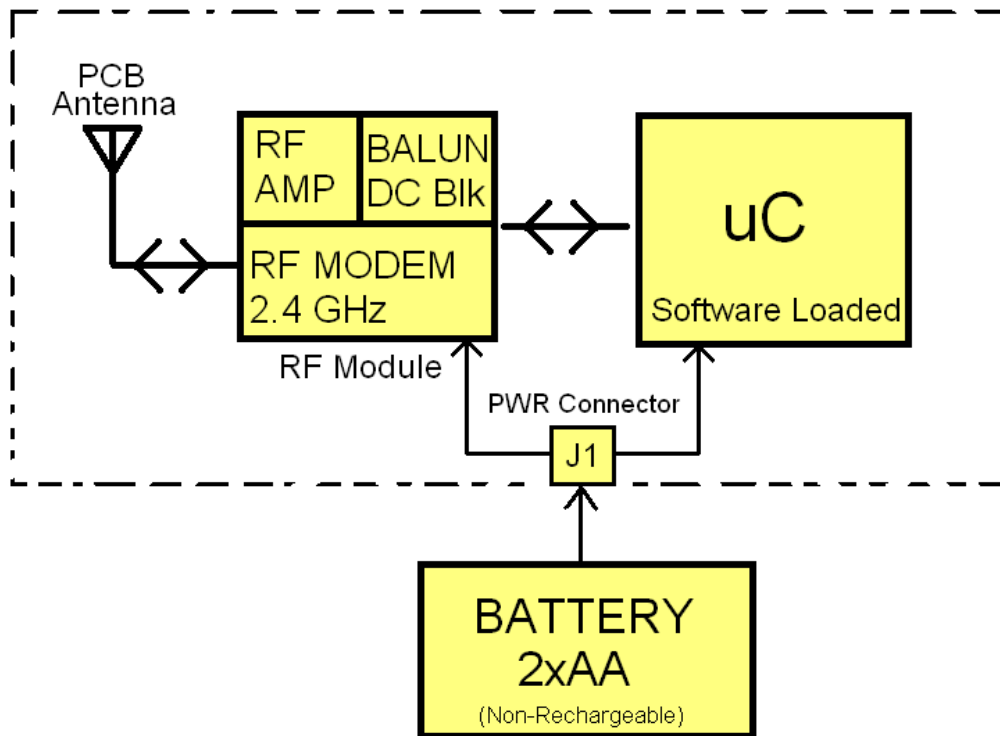 PCB
Antenna
RF
AMP
BALUN
DC Blk
RF MODEM
2.4 GHz
RF Module
uC
Software Loaded
PWR Connector
J1
BATTERY
2xAA
(Non-Rechargeable)